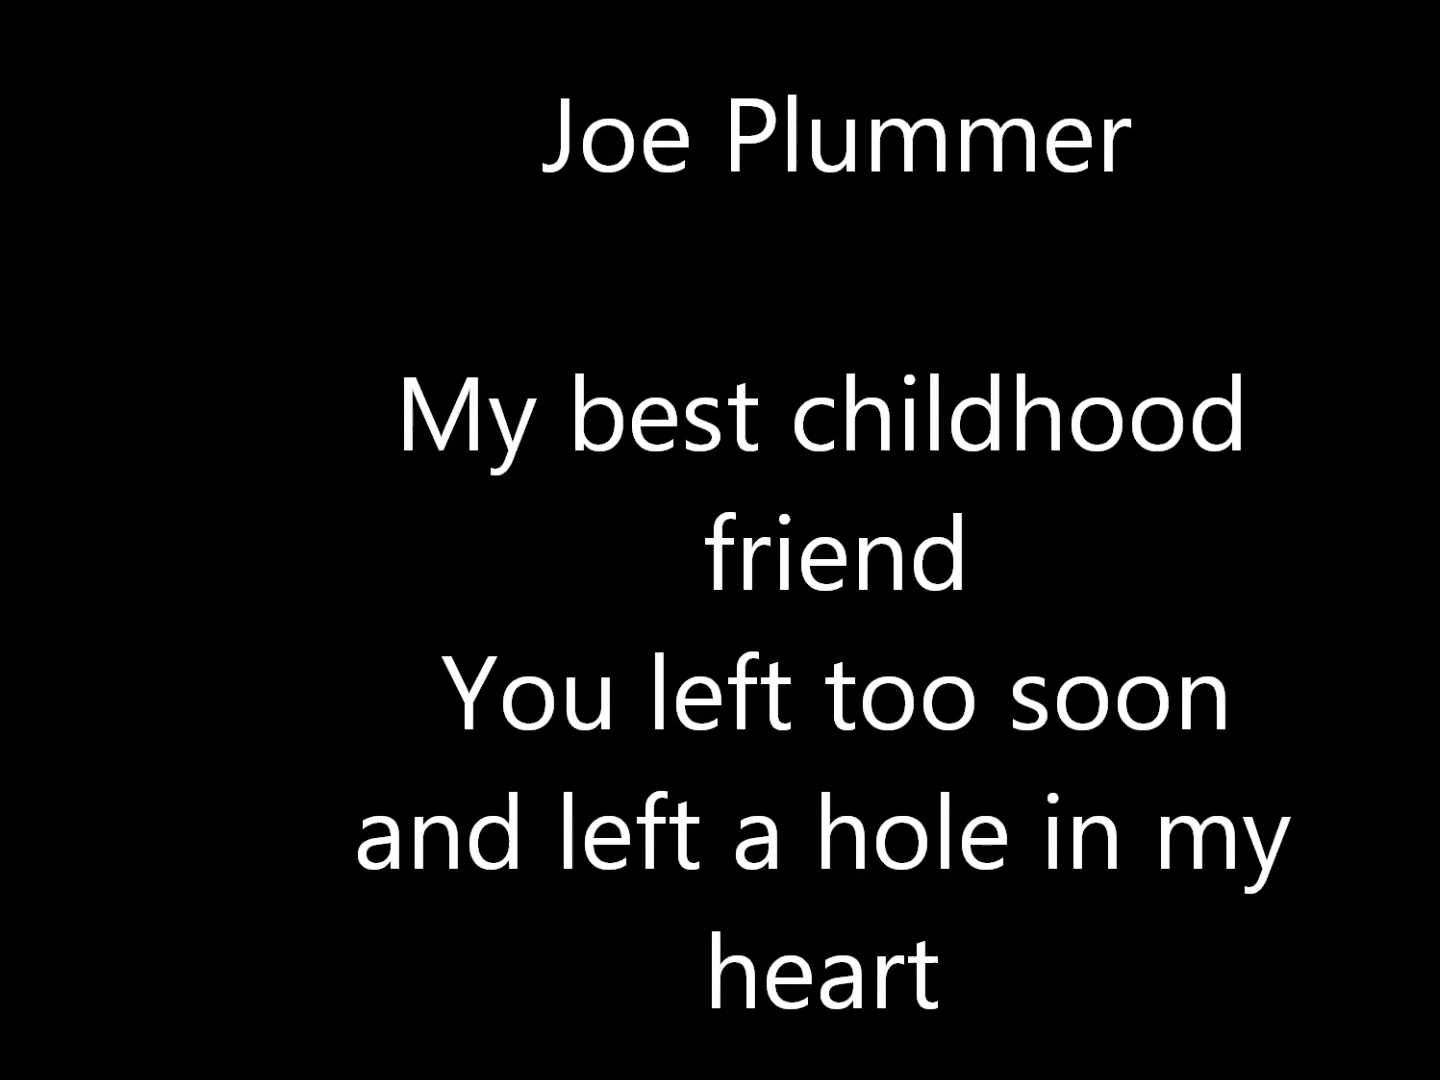 Joe Plummer
My best childhood
friend
You left too soon
and left a hole in my
heart